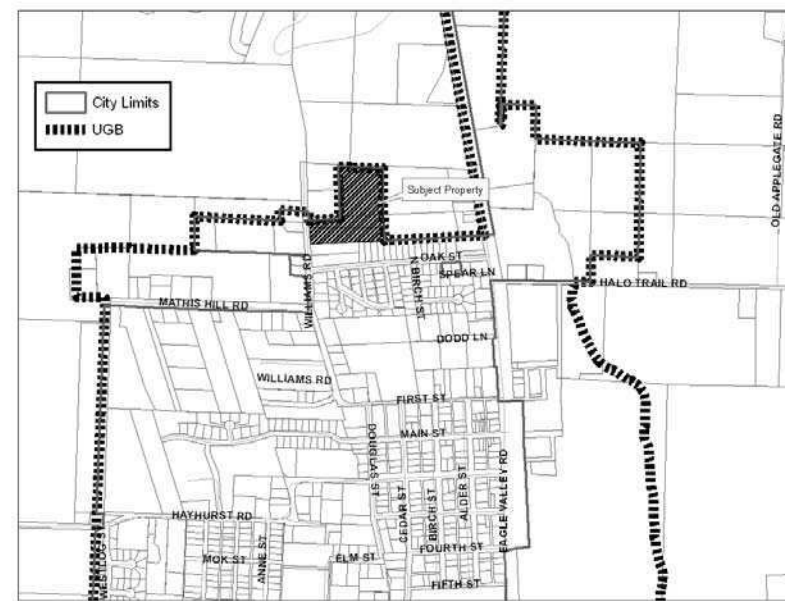 City Limits
UGB
OLD APPLEGATE RD
Subject Property
OAK ST
SPEAR LN
N BIRCH ST
HALO TRAIL RD
WILLIAMS RD
MATHIS HILL RD
DODD LN
WILLIAMS RD
FIRST ST
MAIN ST
DOUGLAS ST
CEDAR ST
BIRCH ST
ALDER ST
EAGLE VALLEY RD
HAYHURST RD
WESTLOG ST
MOK ST
ANNE ST
ELM ST
FOURTH ST
FIFTH ST